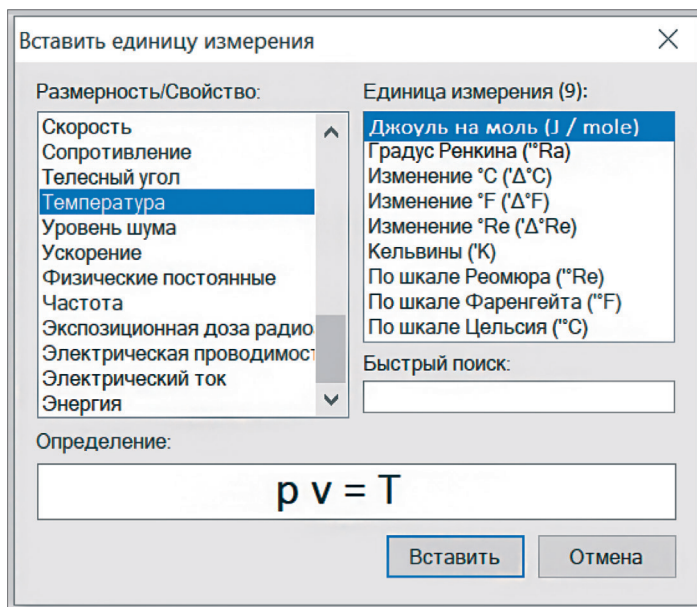 Вставить единицу измерения
Размерность/Свойство:
Скорость
Сопротивление
Телесный угол
Температура
Уровень шума
Ускорение
Физические постоянные
Частота
Экспозиционная доза радио
Электрическая проводимост
Электрический ток
Энергия
Единица измерения (9):
Джоуль на моль (J / mole)
Градус Ренкина ('°Ra)
Изменение °C ('Δ°C)
Изменение °F ('Δ°F)
Изменение °Re ('Δ°Re)
Кельвины ('K)
По шкале Реомюра ('°Re)
По шкале Фаренгейта ('°F)
По шкале Цельсия ('°C)
Быстрый поиск:
Определение:
p v = T
Вставить
Отмена